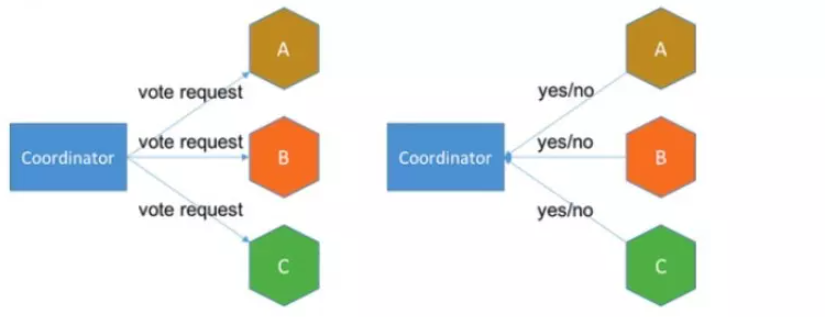 A
vote request
Coordinator
vote request
B
vote request
C
A
yes/no
Coordinator
yes/no
B
yes/no
C